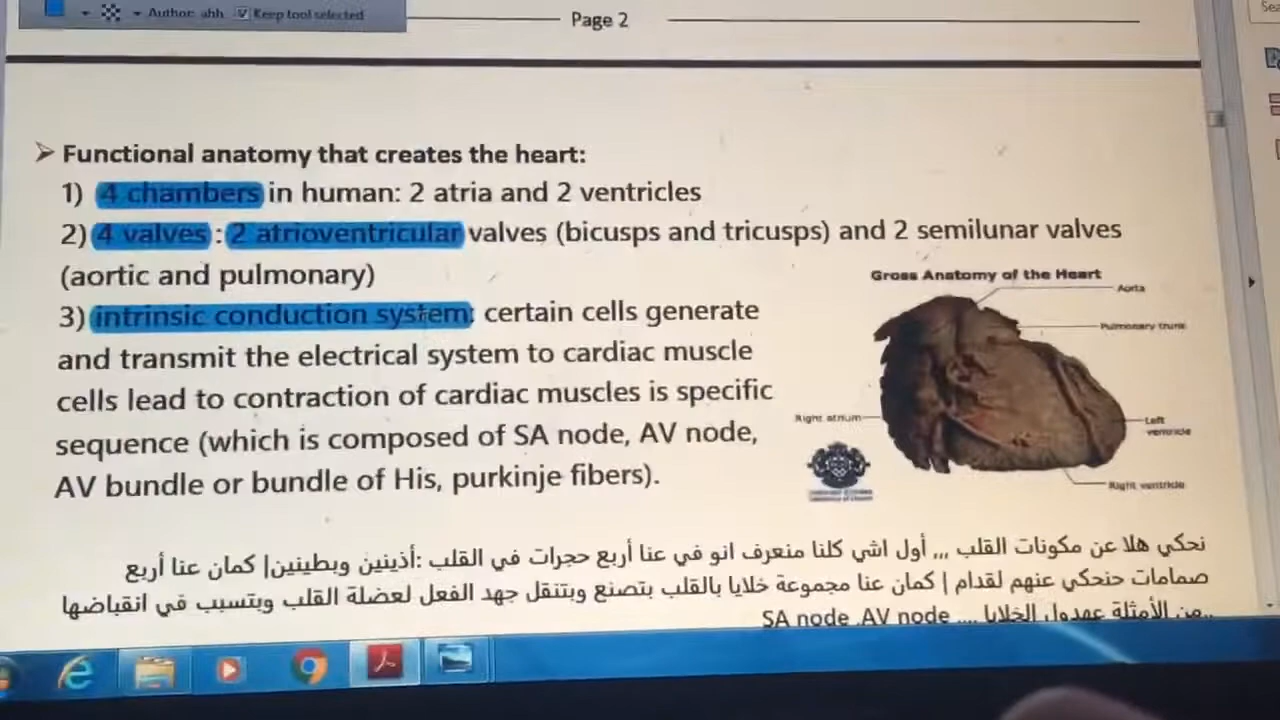 Author: ahh Keep tool selected
Page 2
Sea
➢ Functional anatomy that creates the heart:
1) 4 chambers in human: 2 atria and 2 ventricles
2) 4 valves : 2 atrioventricular valves (bicusps and tricusps) and 2 semilunar valves
(aortic and pulmonary)
3) intrinsic conduction system: certain cells generate
and transmit the electrical system to cardiac muscle
cells lead to contraction of cardiac muscles is specific
sequence (which is composed of SA node, AV node,
AV bundle or bundle of His, purkinje fibers).
Gross Anatomy of the Heart
Aorta
Pulmonary trunk
Right atrium
Left
ventricle
Right ventricle
نحكي هلا عن مكونات القلب ,,, أول اشي كلنا منعرف انو في عنا أربع حجرات في القلب :أذينين وبطينين| كمان عنا أربع
صمامات حنحكي عنهم لقدام | كمان عنا مجموعة خلايا بالقلب بتصنع وبتنقل جهد الفعل لعضلة القلب وبتسبب في انقباضها
..من الأمثلة عهدول الخلايا .... SA node ,AV node